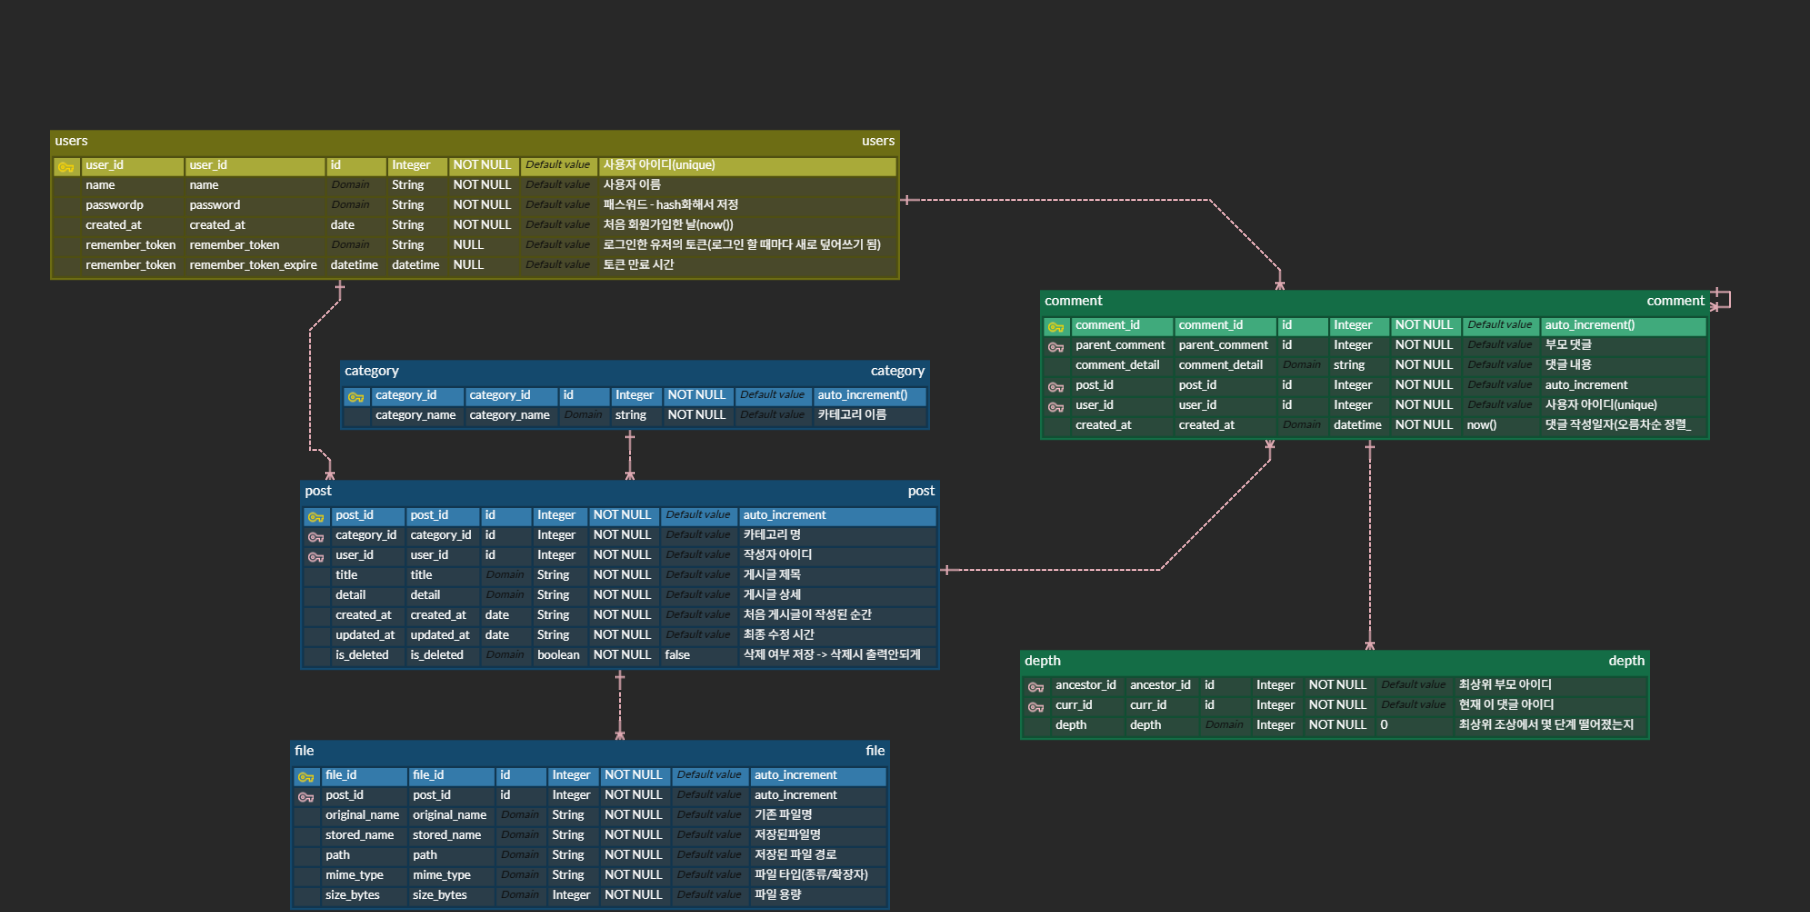 users users
user_id user_id id Integer NOT NULL Default value 사용자 아이디(unique)
name name Domain String NOT NULL Default value 사용자 이름
passwordp password Domain String NOT NULL Default value 패스워드 - hash화해서 저정
created_at created_at date String NOT NULL Default value 처음 회원가입한 날(now())
remember_token remember_token Domain String NULL Default value 로그인한 유저의 토큰(로그인 할 때마다 새로 덮어쓰기 됨)
remember_token remember_token_expire datetime datetime NULL Default value 토큰 만료 시간
comment comment
comment_id comment_id id Integer NOT NULL Default value auto_increment()
parent_comment parent_comment id Integer NOT NULL Default value 부모 댓글
comment_detail comment_detail Domain string NOT NULL Default value 댓글 내용
post_id post_id id Integer NOT NULL Default value auto_increment
user_id user_id id Integer NOT NULL Default value 사용자 아이디(unique)
created_at created_at Domain datetime NOT NULL now() 댓글 작성일자(오름차순 정렬_
category category
category_id category_id id Integer NOT NULL Default value auto_increment()
category_name category_name Domain string NOT NULL Default value 카테고리 이름
post post
post_id post_id id Integer NOT NULL Default value auto_increment
category_id category_id id Integer NOT NULL Default value 카테고리 명
user_id user_id id Integer NOT NULL Default value 작성자 아이디
title title Domain String NOT NULL Default value 게시글 제목
detail detail Domain String NOT NULL Default value 게시글 상세
created_at created_at date String NOT NULL Default value 처음 게시글이 작성된 순간
updated_at updated_at date String NOT NULL Default value 최종 수정 시간
is_deleted is_deleted Domain boolean NOT NULL false 삭제 여부 저장 -> 삭제시 출력안되게
depth depth
ancestor_id ancestor_id id Integer NOT NULL Default value 최상위 부모 아이디
curr_id curr_id id Integer NOT NULL Default value 현재 이 댓글 아이디
depth depth Domain Integer NOT NULL 0 최상위 조상에서 몇 단계 떨어졌는지
file file
file_id file_id id Integer NOT NULL Default value auto_increment
post_id post_id id Integer NOT NULL Default value auto_increment
original_name original_name Domain String NOT NULL Default value 기존 파일명
stored_name stored_name Domain String NOT NULL Default value 저장된파일명
path path Domain String NOT NULL Default value 저장된 파일 경로
mime_type mime_type Domain String NOT NULL Default value 파일 타입(종류/확장자)
size_bytes size_bytes Domain Integer NOT NULL Default value 파일 용량